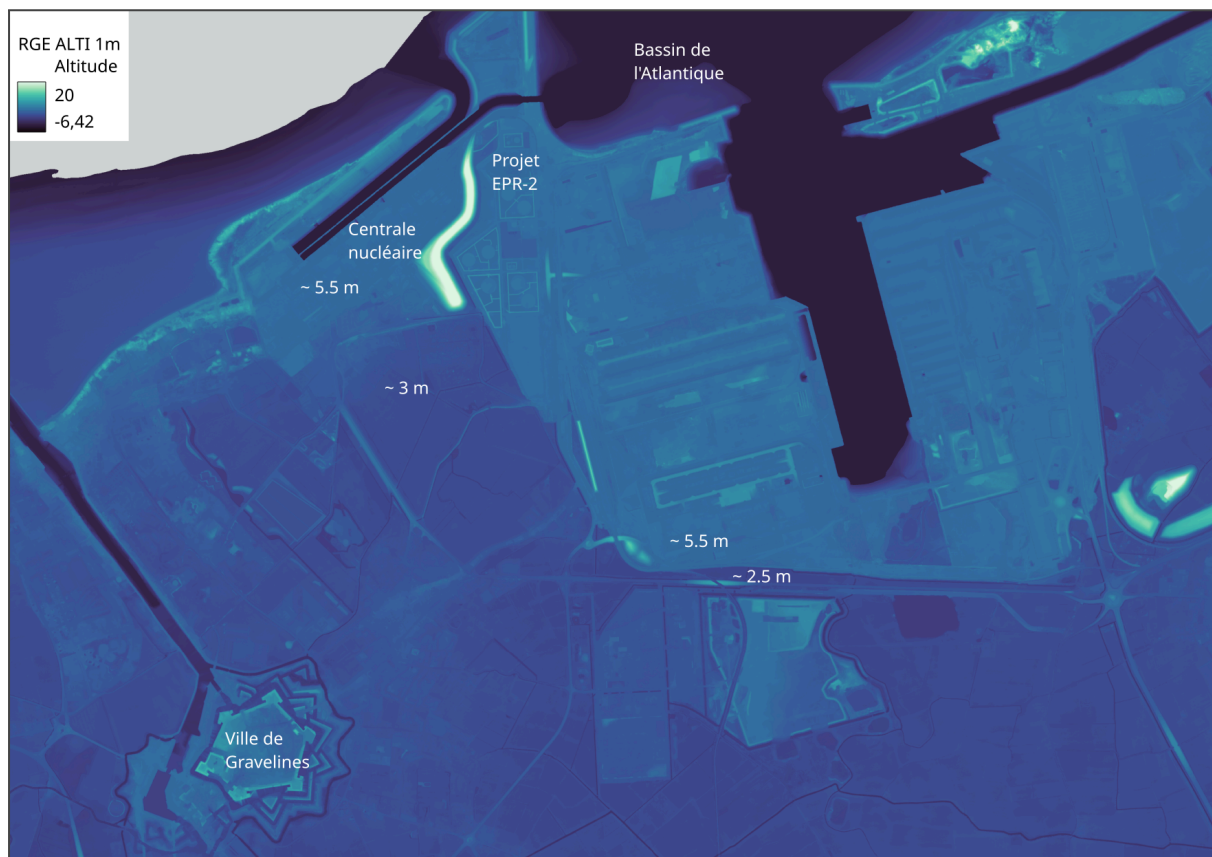 RGE ALTI 1m
Altitude
20
-6,42
Bassin de
l'Atlantique
Projet
EPR-2
Centrale
nucléaire
~ 5.5 m
~ 3 m
~ 5.5 m
~ 2.5 m
Ville de
Gravelines